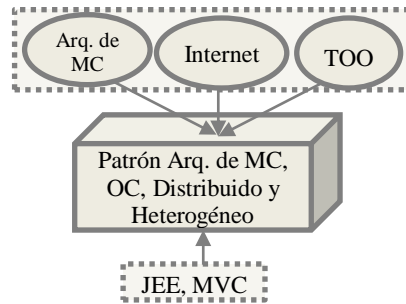 Arq. de
MC
Internet
TOO
Patrón Arq. de MC,
OC, Distribuido y
Heterogéneo
JEE, MVC